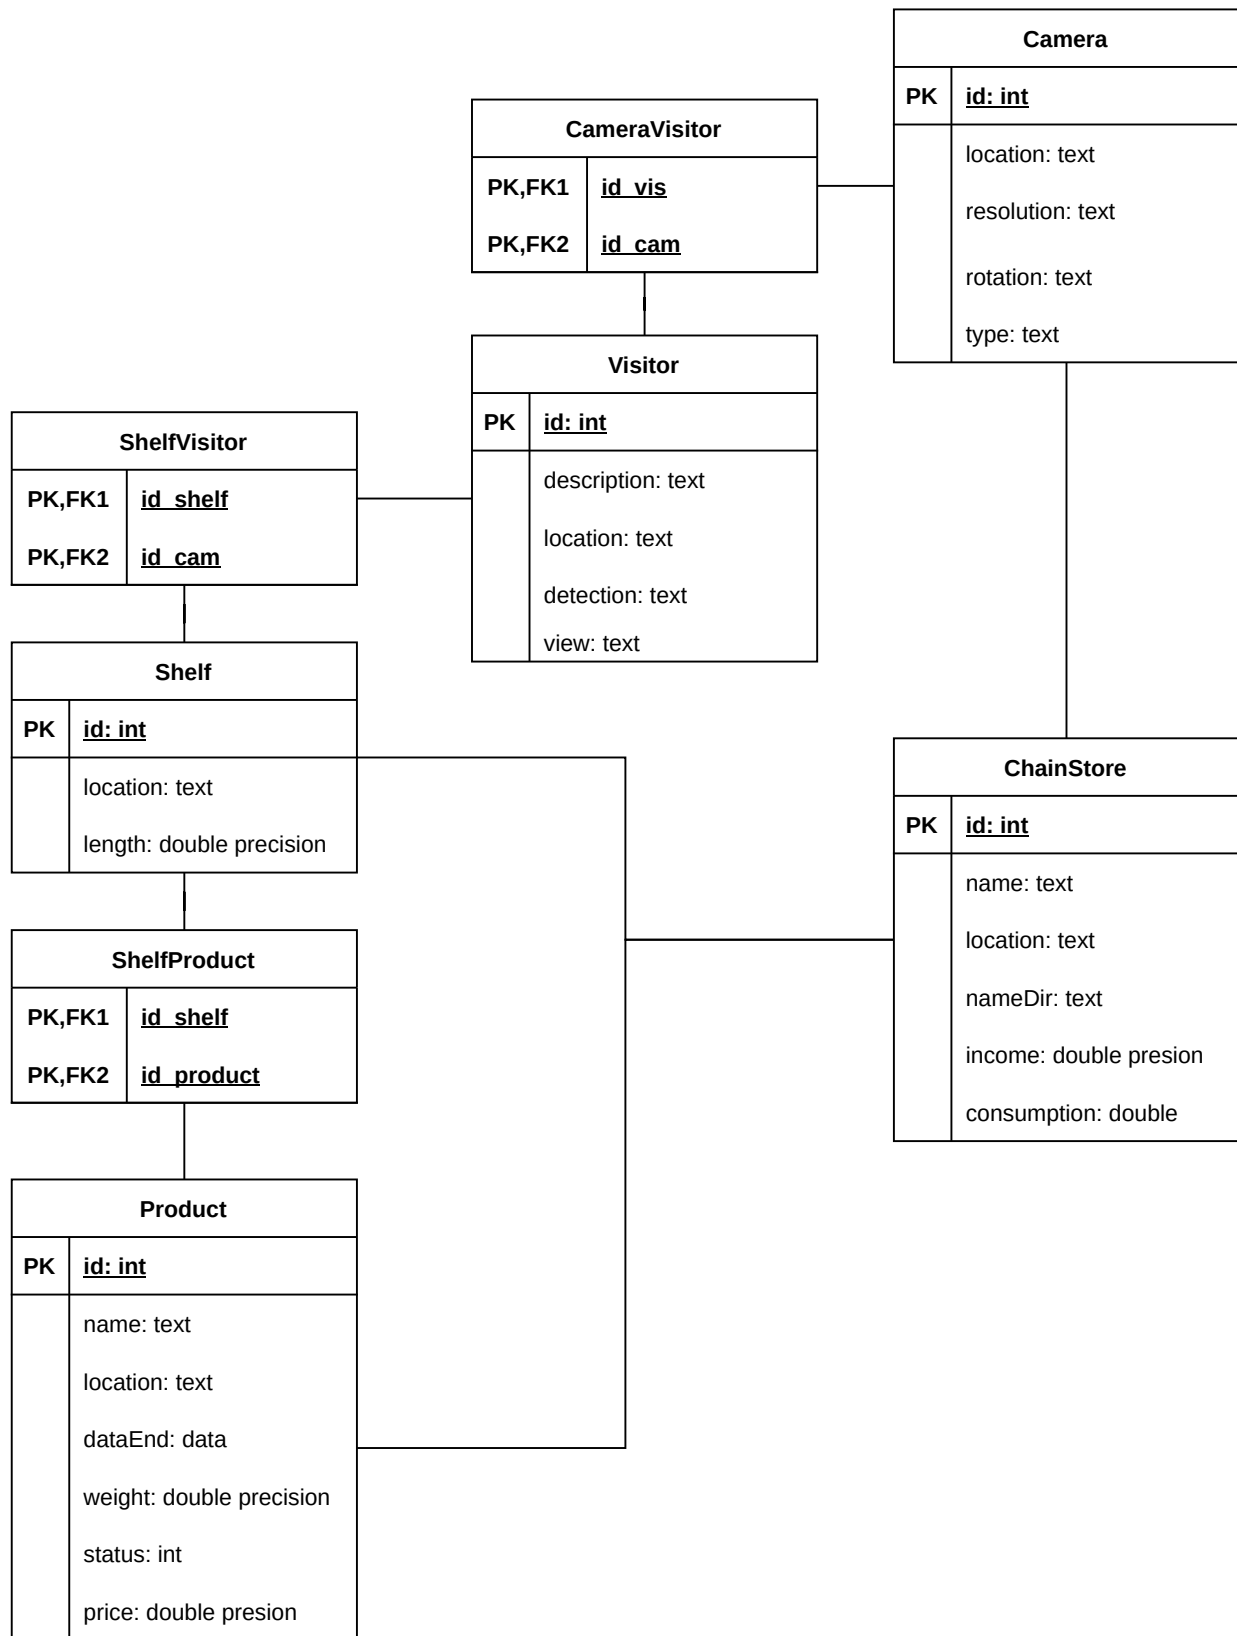 Camera
PK id: int
location: text
resolution: text
rotation: text
type: text
CameraVisitor
PK,FK1 id_vis
PK,FK2 id_cam
Visitor
PK id: int
description: text
location: text
detection: text
view: text
ShelfVisitor
PK,FK1 id_shelf
PK,FK2 id_cam
Shelf
PK id: int
location: text
length: double precision
ChainStore
PK id: int
name: text
location: text
nameDir: text
income: double presion
consumption: double
ShelfProduct
PK,FK1 id_shelf
PK,FK2 id_product
Product
PK id: int
name: text
location: text
dataEnd: data
weight: double precision
status: int
price: double presion